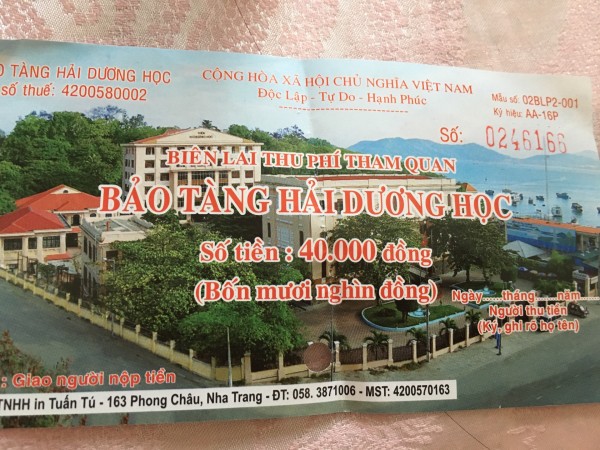 BẢO TÀNG HẢI DƯƠNG HỌC
số thuế: 4200580002
CỘNG HÒA XÃ HỘI CHỦ NGHĨA VIỆT NAM
Độc Lập - Tự Do - Hạnh Phúc
Mẫu số: 02BLP2-001
Ký hiệu: AA-16P
Số: 0246166
BIÊN LAI THU PHÍ THAM QUAN
BẢO TÀNG HẢI DƯƠNG HỌC
Số tiền : 40.000 đồng
(Bốn mươi nghìn đồng)
Ngày......tháng......năm
Người thu tiền
(Ký, ghi rõ họ tên)
: Giao người nộp tiền
TNHH in Tuấn Tú - 163 Phong Châu, Nha Trang - ĐT: 058. 3871006 - MST: 4200570163